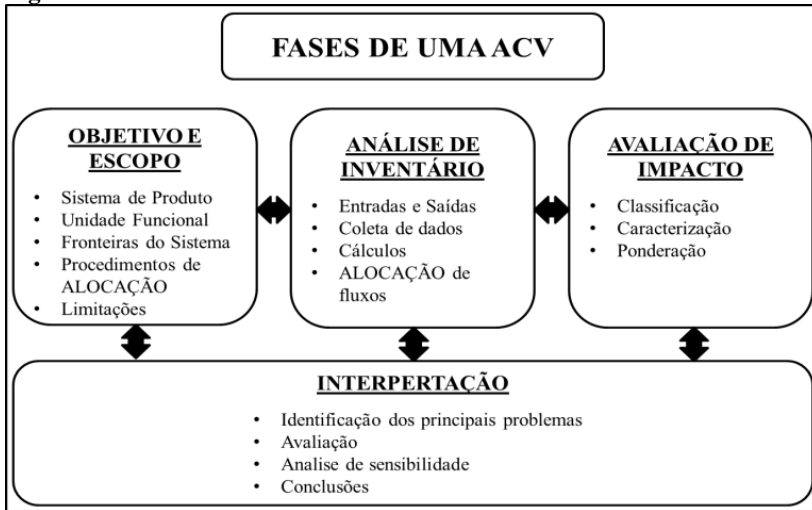 FASES DE UMA ACV
OBJETIVO E
ESCOPO
• Sistema de Produto
• Unidade Funcional
• Fronteiras do Sistema
• Procedimentos de
ALOCAÇÃO
• Limitações
ANÁLISE DE
INVENTÁRIO
• Entradas e Saídas
• Coleta de dados
• Cálculos
• ALOCAÇÃO de
fluxos
AVALIAÇÃO DE
IMPACTO
• Classificação
• Caracterização
• Ponderação
INTERPERTAÇÃO
• Identificação dos principais problemas
• Avaliação
• Analise de sensibilidade
• Conclusões